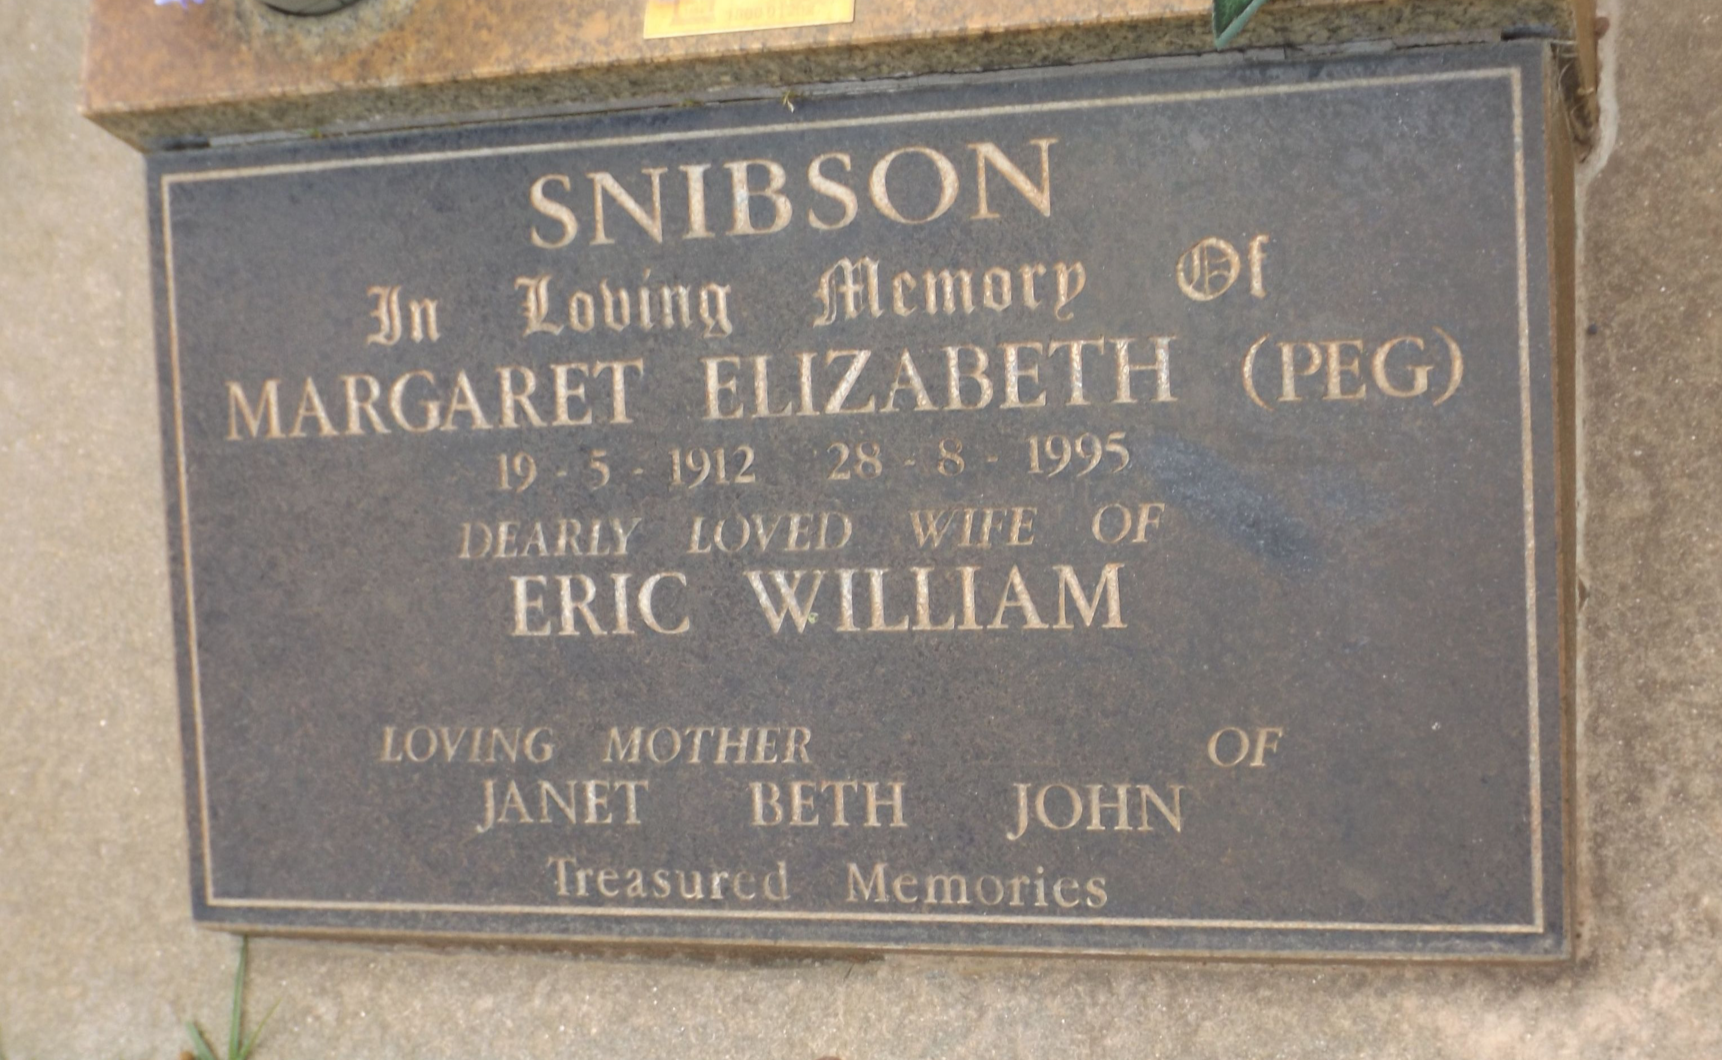 SNIBSON
In Loving Memory Of
MARGARET ELIZABETH (PEG)
19 - 5 - 1912 28 - 8 - 1995
DEARLY LOVED WIFE OF
ERIC WILLIAM
LOVING MOTHER OF
JANET BETH JOHN
Treasured Memories